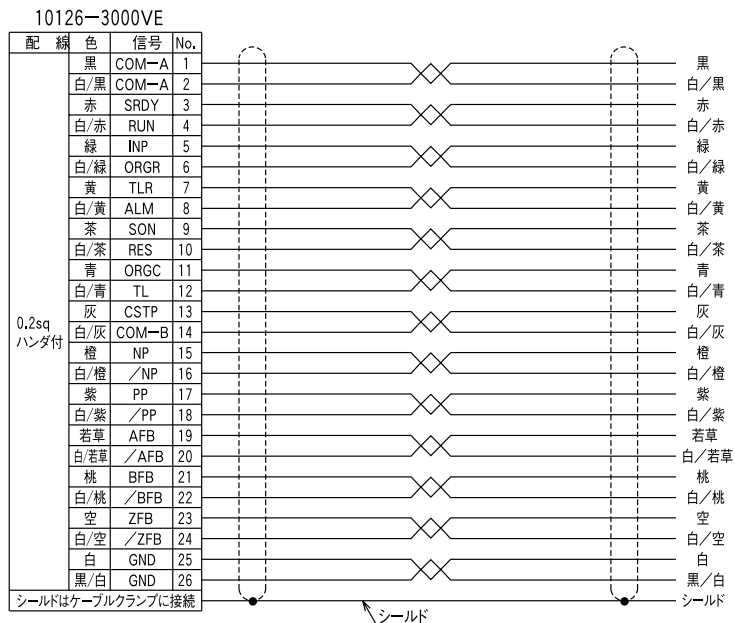 10126-3000VE
配 線 色 信号 No.
黒 COM-A 1 黒
白/黒 COM-A 2 白/黒
赤 SRDY 3 赤
白/赤 RUN 4 白/赤
緑 INP 5 緑
白/緑 ORGR 6 白/緑
黄 TLR 7 黄
白/黄 ALM 8 白/黄
茶 SON 9 茶
白/茶 RES 10 白/茶
青 ORGC 11 青
白/青 TL 12 白/青
灰 CSTP 13 灰
0.2sq
ハンダ付
白/灰 COM-B 14 白/灰
橙 NP 15 橙
白/橙 /NP 16 白/橙
紫 PP 17 紫
白/紫 /PP 18 白/紫
若草 AFB 19 若草
白/若草 /AFB 20 白/若草
桃 BFB 21 桃
白/桃 /BFB 22 白/桃
空 ZFB 23 空
白/空 /ZFB 24 白/空
白 GND 25 白
黒/白 GND 26 黒/白
シールドはケーブルクランプに接続 シールド
シールド